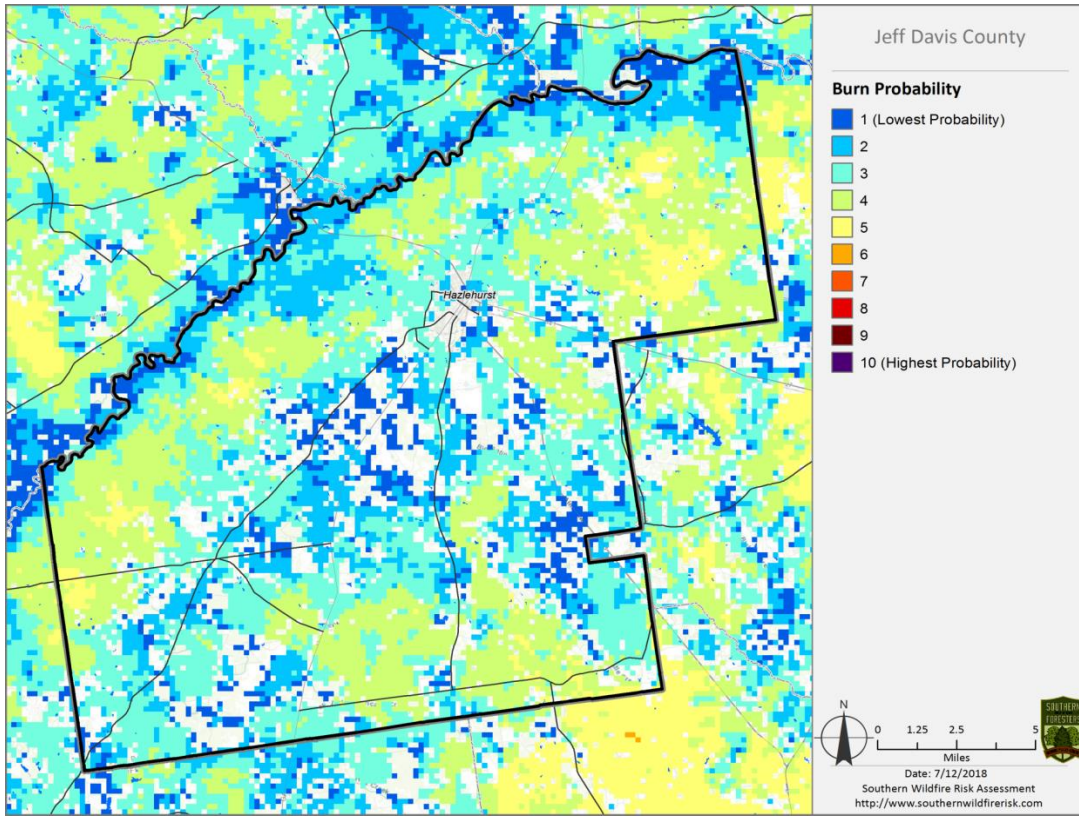 Jeff Davis County
Burn Probability
1 (Lowest Probability)
2
3
4
5
6
7
8
9
10 (Highest Probability)
Hazlehurst
N
0 1.25 2.5 5
Miles
Date: 7/12/2018
Southern Wildfire Risk Assessment
http://www.southernwildfirerisk.com
SOUTHERN
FORESTERS